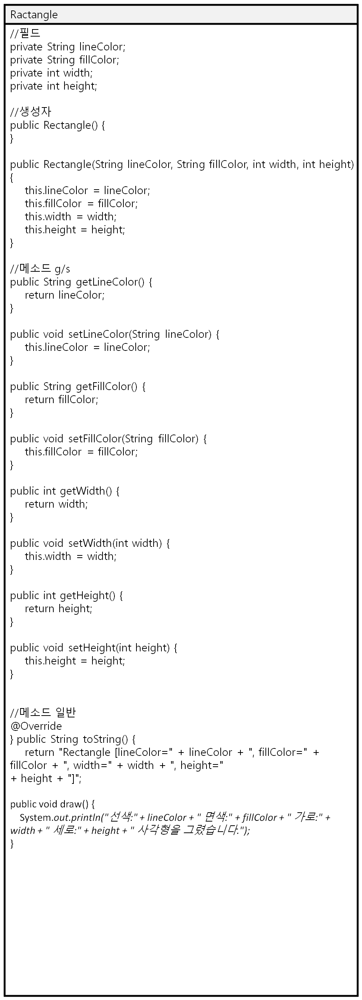 Ractangle
//필드
private String lineColor;
private String fillColor;
private int width;
private int height;
//생성자
public Rectangle() {
}
public Rectangle(String lineColor, String fillColor, int width, int height)
{
this.lineColor = lineColor;
this.fillColor = fillColor;
this.width = width;
this.height = height;
}
//메소드 g/s
public String getLineColor() {
return lineColor;
}
public void setLineColor(String lineColor) {
this.lineColor = lineColor;
}
public String getFillColor() {
return fillColor;
}
public void setFillColor(String fillColor) {
this.fillColor = fillColor;
}
public int getWidth() {
return width;
}
public void setWidth(int width) {
this.width = width;
}
public int getHeight() {
return height;
}
public void setHeight(int height) {
this.height = height;
}
//메소드 일반
@Override
} public String toString() {
return "Rectangle [lineColor=" + lineColor + ", fillColor=" +
fillColor + ", width=" + width + ", height="
+ height + "]";
public void draw() {
System.out.println("선색:" + lineColor + " 면색:" + fillColor + " 가로:" +
width + " 세로:" + height + " 사각형을 그렸습니다.");
}